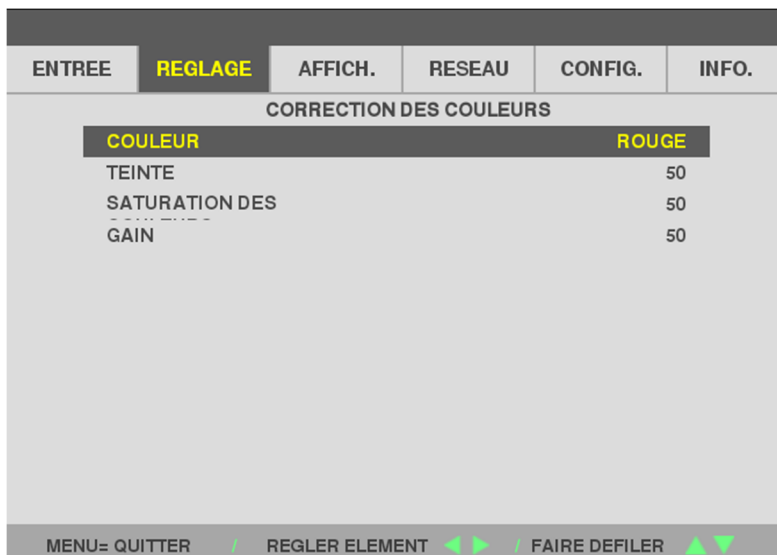 ENTREE REGLAGE AFFICH. RESEAU CONFIG. INFO.
CORRECTION DES COULEURS
COULEUR ROUGE
TEINTE 50
SATURATION DES 50
GAIN 50
MENU= QUITTER / REGLER ELEMENT ◀ ▶ / FAIRE DEFILER ▲ ▼